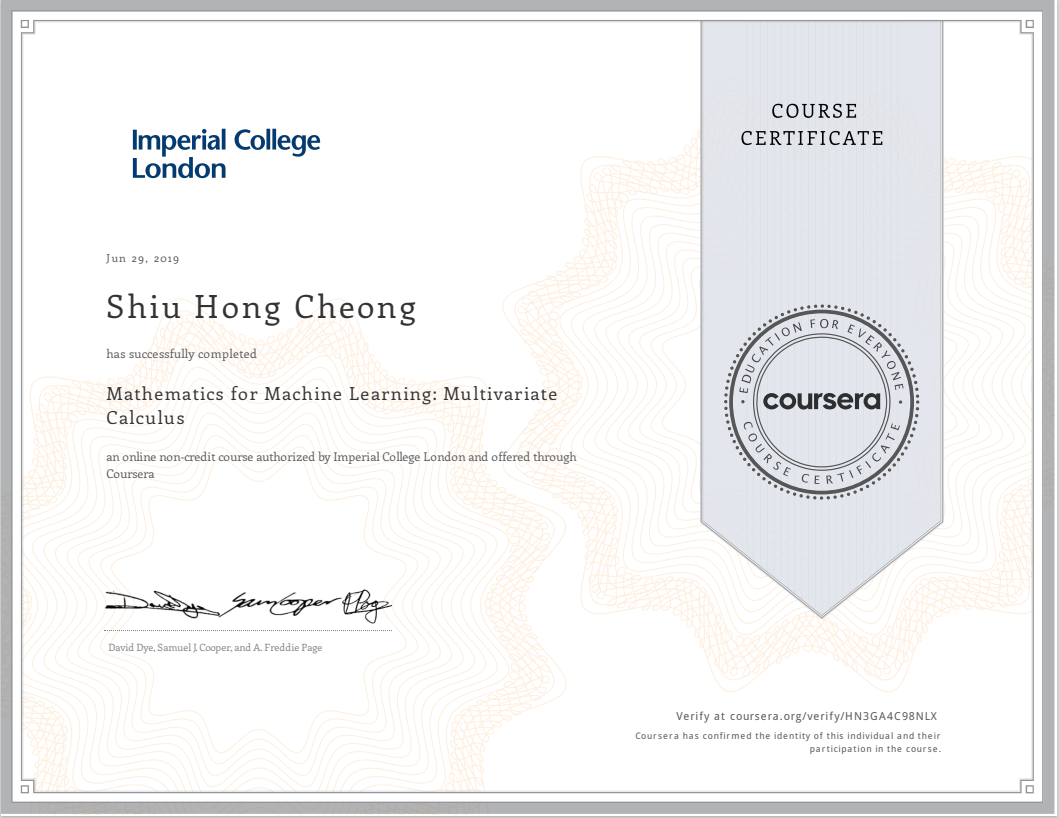 COURSE
CERTIFICATE
Imperial College
London
Jun 29, 2019
Shiu Hong Cheong
has successfully completed
Mathematics for Machine Learning: Multivariate
Calculus
an online non-credit course authorized by Imperial College London and offered through
Coursera
EDUCATION FOR EVERYONE
coursera
COURSE CERTIFICATE
David Dye, Samuel J. Cooper, and A. Freddie Page
Verify at coursera.org/verify/HN3GA4C98NLX
Coursera has confirmed the identity of this individual and their
participation in the course.